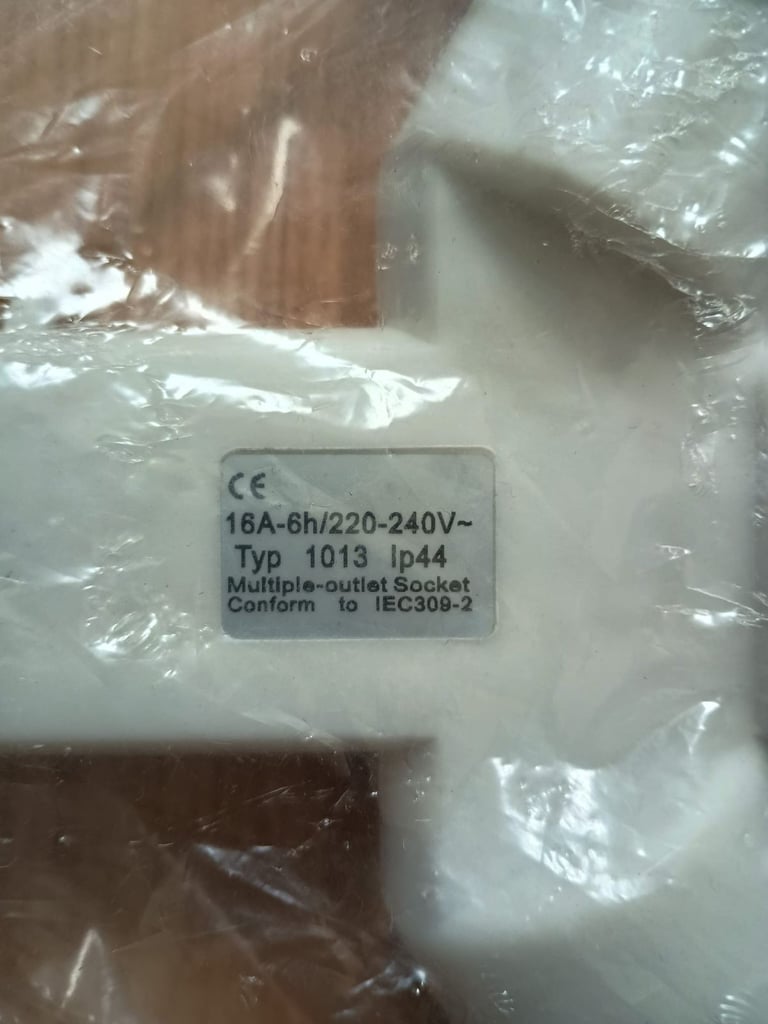 CE
16A-6h/220-240V~
Typ 1013 Ip44
Multiple-outlet Socket
Conform to IEC309-2